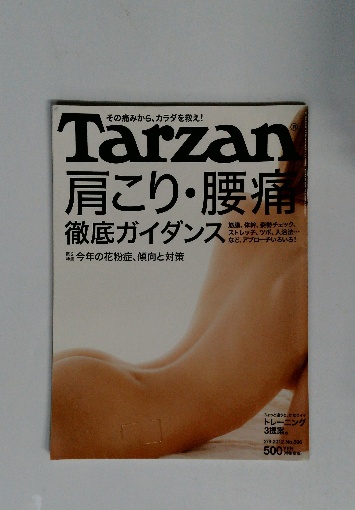 その痛みから、カラダを救え!
Tarzan®
肩こり・腰痛
徹底ガイダンス
筋膜、体幹、姿勢チェック、
ストレッチ、ツボ、入浴法…
など、アプローチいろいろ!
今年の花粉症、傾向と対策
トレーニング
3提案。
500